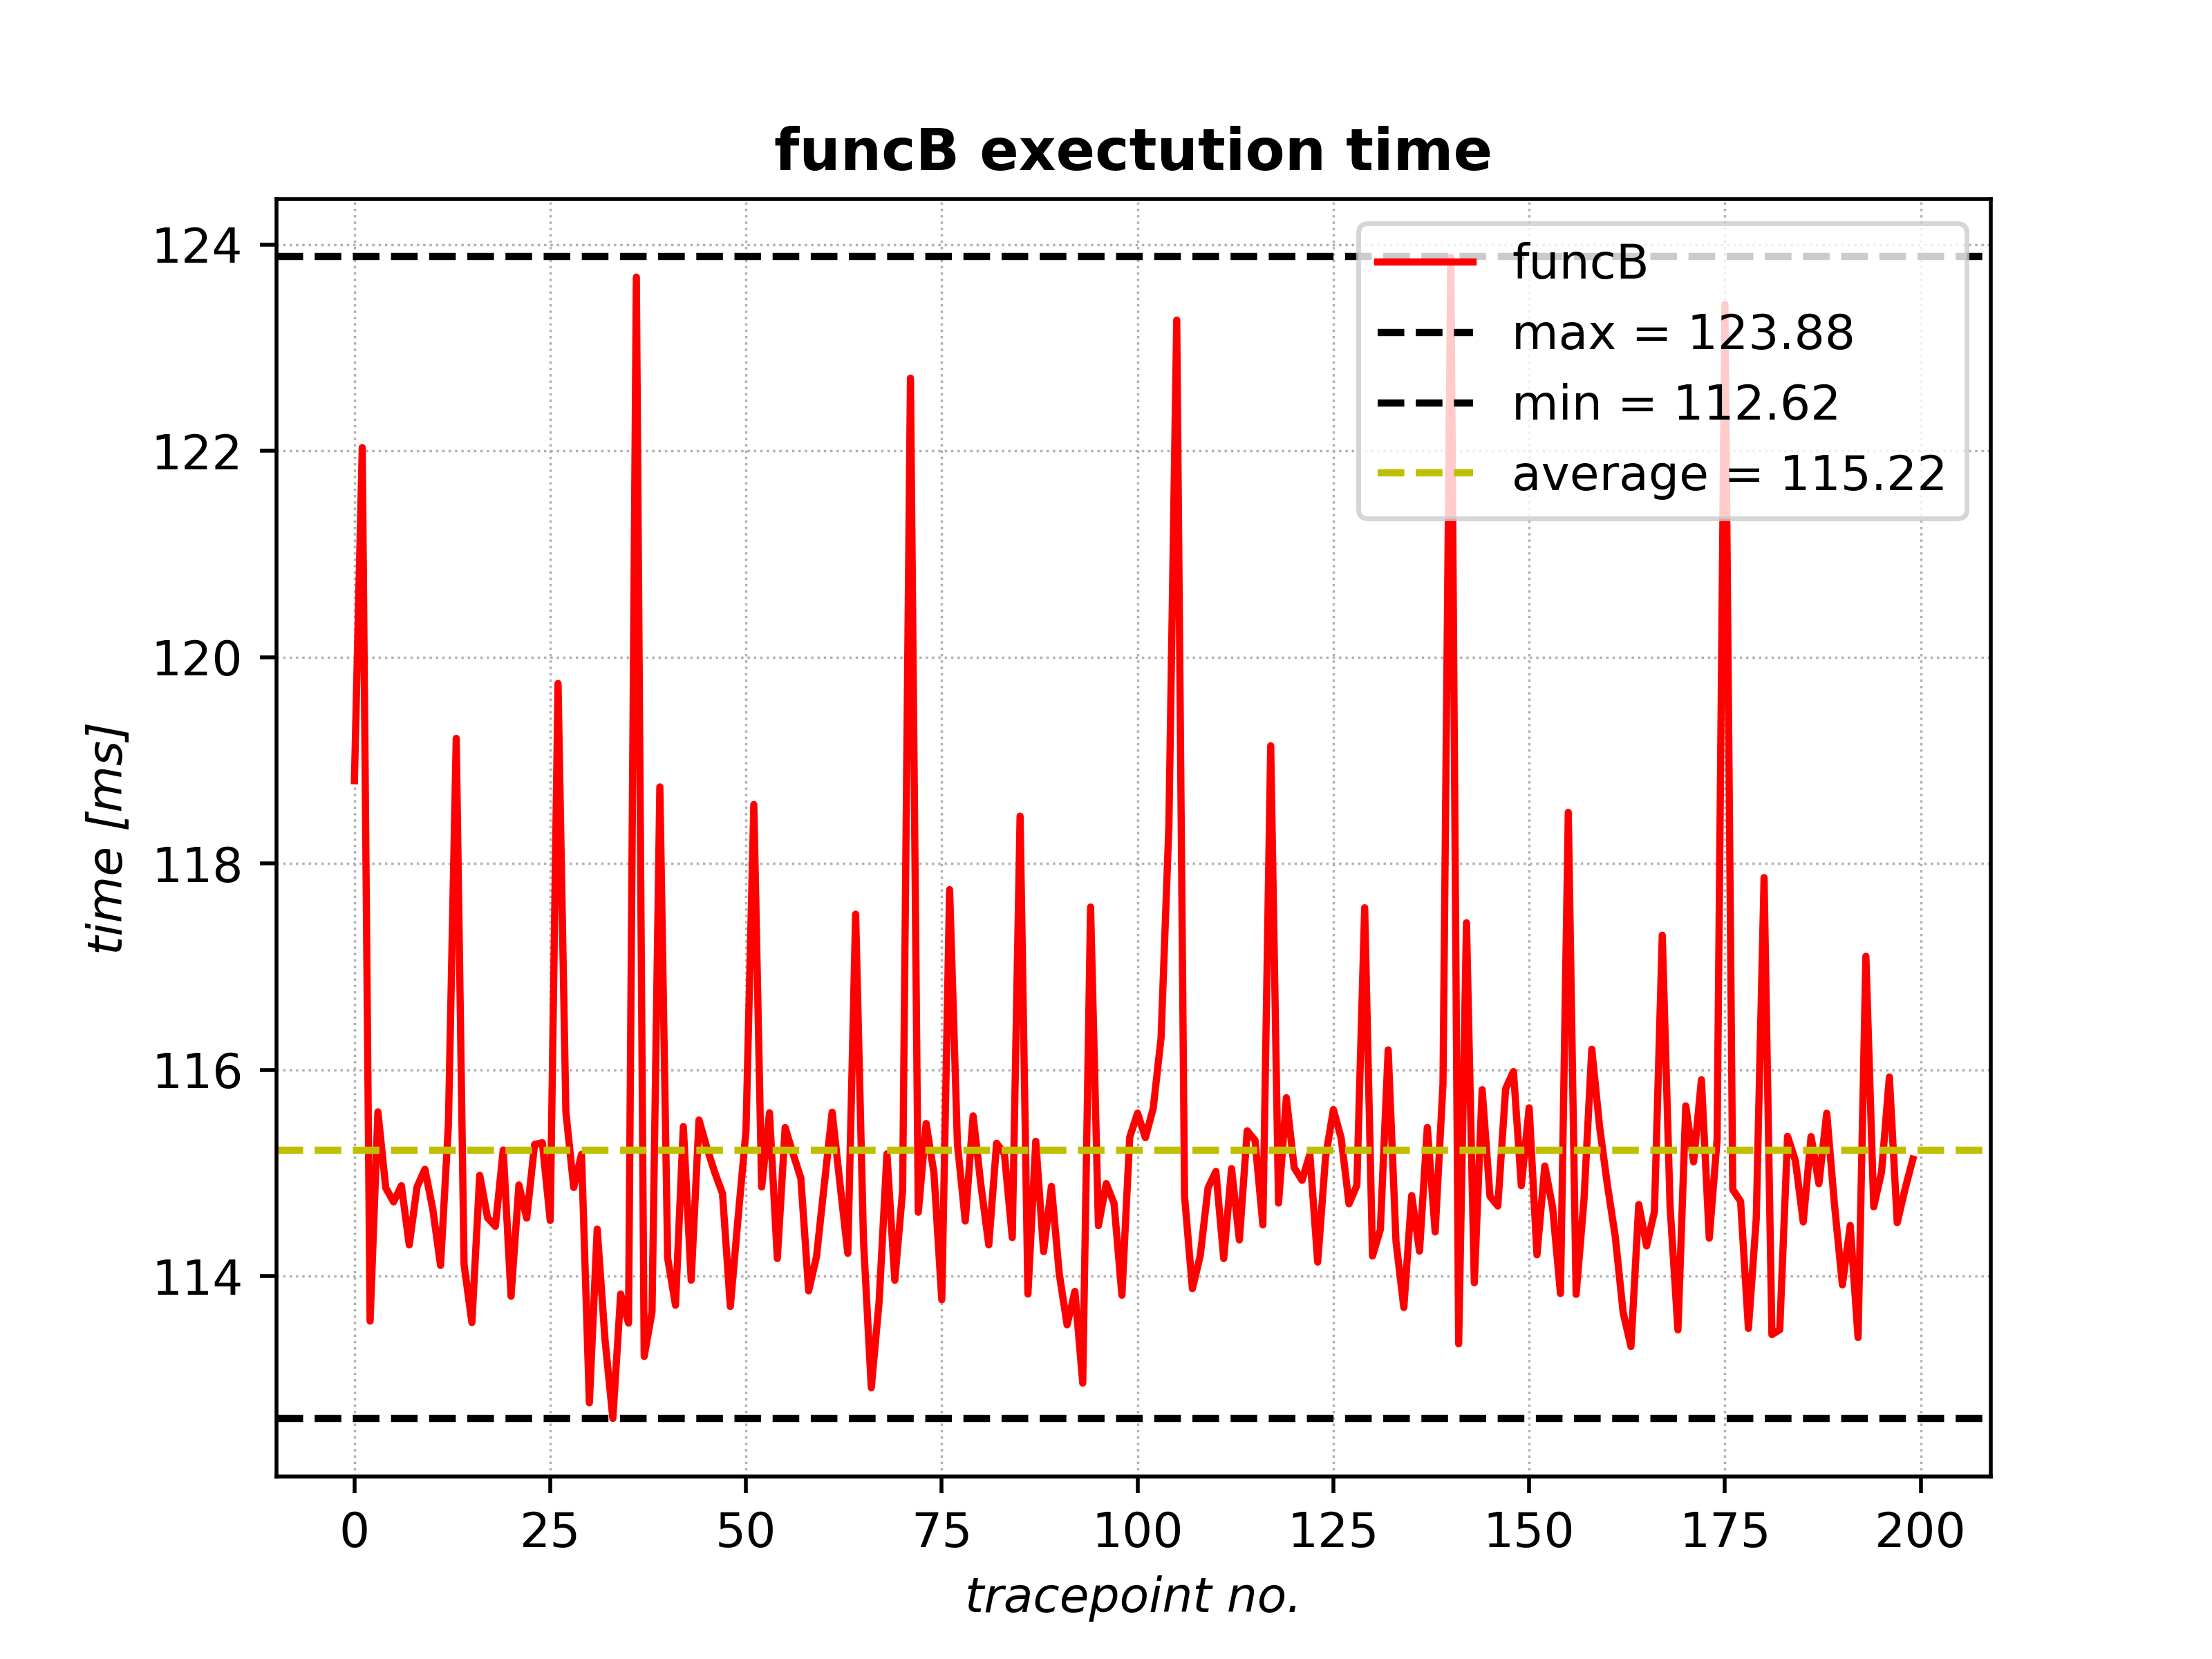 funcB exectution time
124
122
120
118
116
114
time [ms]
funcB
max = 123.88
min = 112.62
average = 115.22
0 25 50 75 100 125 150 175 200
tracepoint no.